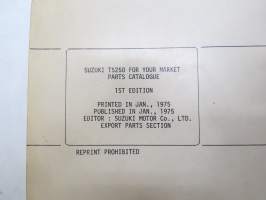 SUZUKI TS250 FOR YOUR MARKET
PARTS CATALOGUE
1ST EDITION
PRINTED IN JAN., 1975
PUBLISHED IN JAN., 1975
EDITOR : SUZUKI MOTOR Co., LTD.
EXPORT PARTS SECTION
REPRINT PROHIBITED